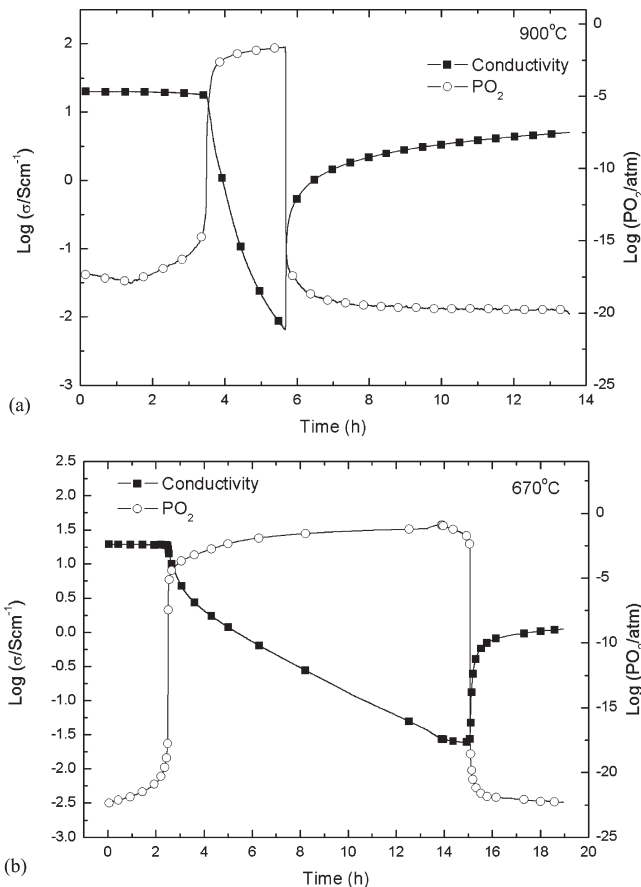 900°C
Conductivity
PO2
2
1
0
-1
-2
-3
Log (σ/Scm-1)
0
-5
-10
-15
-20
-25
Log (PO2/atm)
0 2 4 6 8 10 12 14
Time (h)
(a)
670°C
Conductivity
PO2
2.5
2.0
1.5
1.0
0.5
0.0
-0.5
-1.0
-1.5
-2.0
-2.5
-3.0
Log (σ/Scm-1)
0
-5
-10
-15
-20
-25
Log (PO2/atm)
0 2 4 6 8 10 12 14 16 18 20
Time (h)
(b)